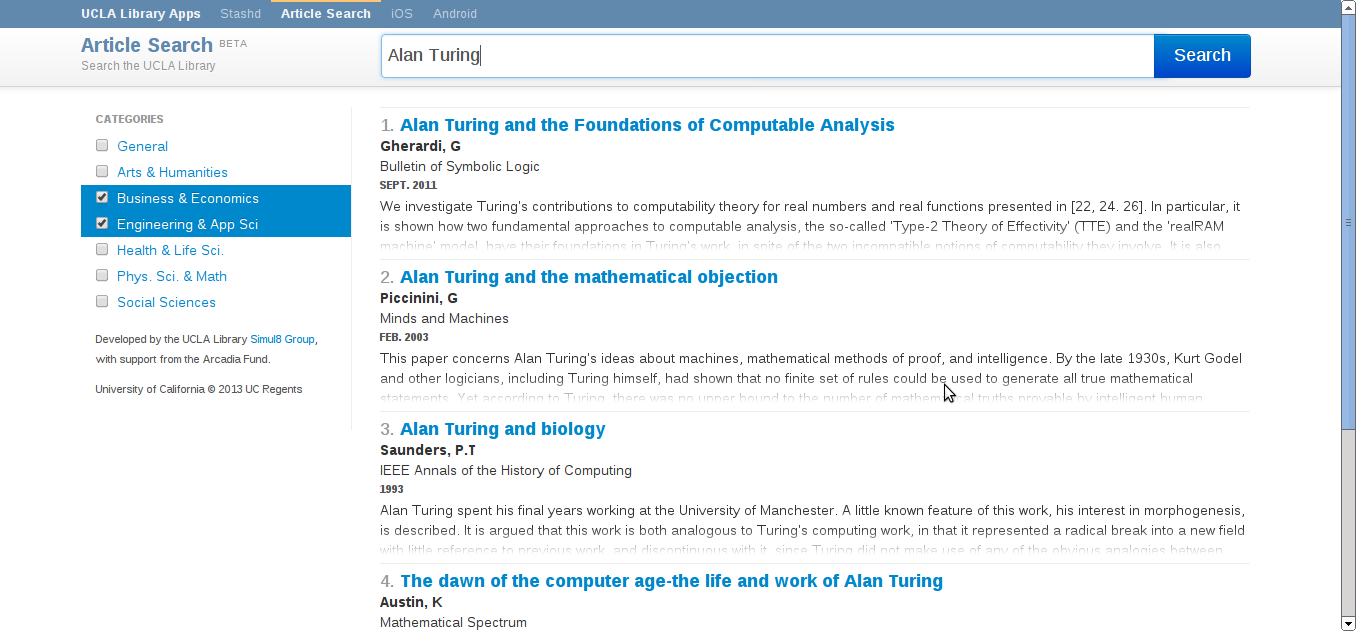 UCLA Library Apps Stashd Article Search iOS Android
Article Search BETA
Search the UCLA Library
Alan Turing
Search
CATEGORIES
General
Arts & Humanities
Business & Economics
Engineering & App Sci
Health & Life Sci.
Phys. Sci. & Math
Social Sciences
Developed by the UCLA Library Simul8 Group,
with support from the Arcadia Fund.
University of California © 2013 UC Regents
1. Alan Turing and the Foundations of Computable Analysis
Gherardi, G
Bulletin of Symbolic Logic
SEPT. 2011
We investigate Turing's contributions to computability theory for real numbers and real functions presented in [22, 24. 26]. In particular, it
is shown how two fundamental approaches to computable analysis, the so-called 'Type-2 Theory of Effectivity' (TTE) and the 'realRAM
machine' model, have their foundations in Turing's work, in spite of the two incompatible notions of computability they involve. It is also
2. Alan Turing and the mathematical objection
Piccinini, G
Minds and Machines
FEB. 2003
This paper concerns Alan Turing's ideas about machines, mathematical methods of proof, and intelligence. By the late 1930s, Kurt Godel
and other logicians, including Turing himself, had shown that no finite set of rules could be used to generate all true mathematical
statements. Yet according to Turing, there was no upper bound to the number of mathematical truths provable by intelligent human
3. Alan Turing and biology
Saunders, P.T
IEEE Annals of the History of Computing
1993
Alan Turing spent his final years working at the University of Manchester. A little known feature of this work, his interest in morphogenesis,
is described. It is argued that this work is both analogous to Turing's computing work, in that it represented a radical break into a new field
with little reference to previous work, and discontinuous with it, since Turing did not make use of any of the obvious analogies between
4. The dawn of the computer age-the life and work of Alan Turing
Austin, K
Mathematical Spectrum